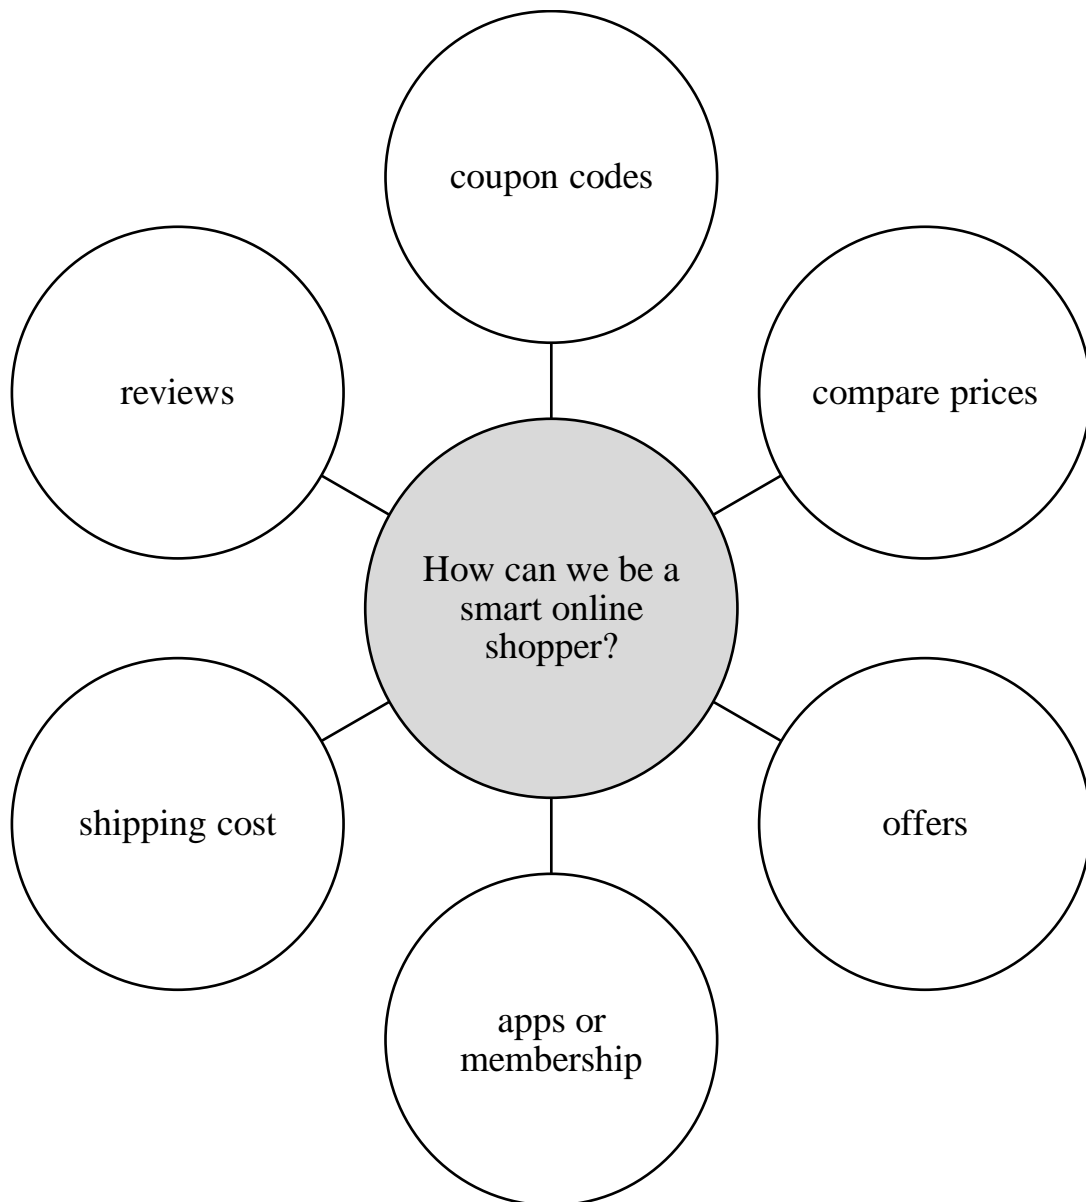 coupon codes
reviews
compare prices
How can we be a
smart online
shopper?
shipping cost
offers
apps or
membership